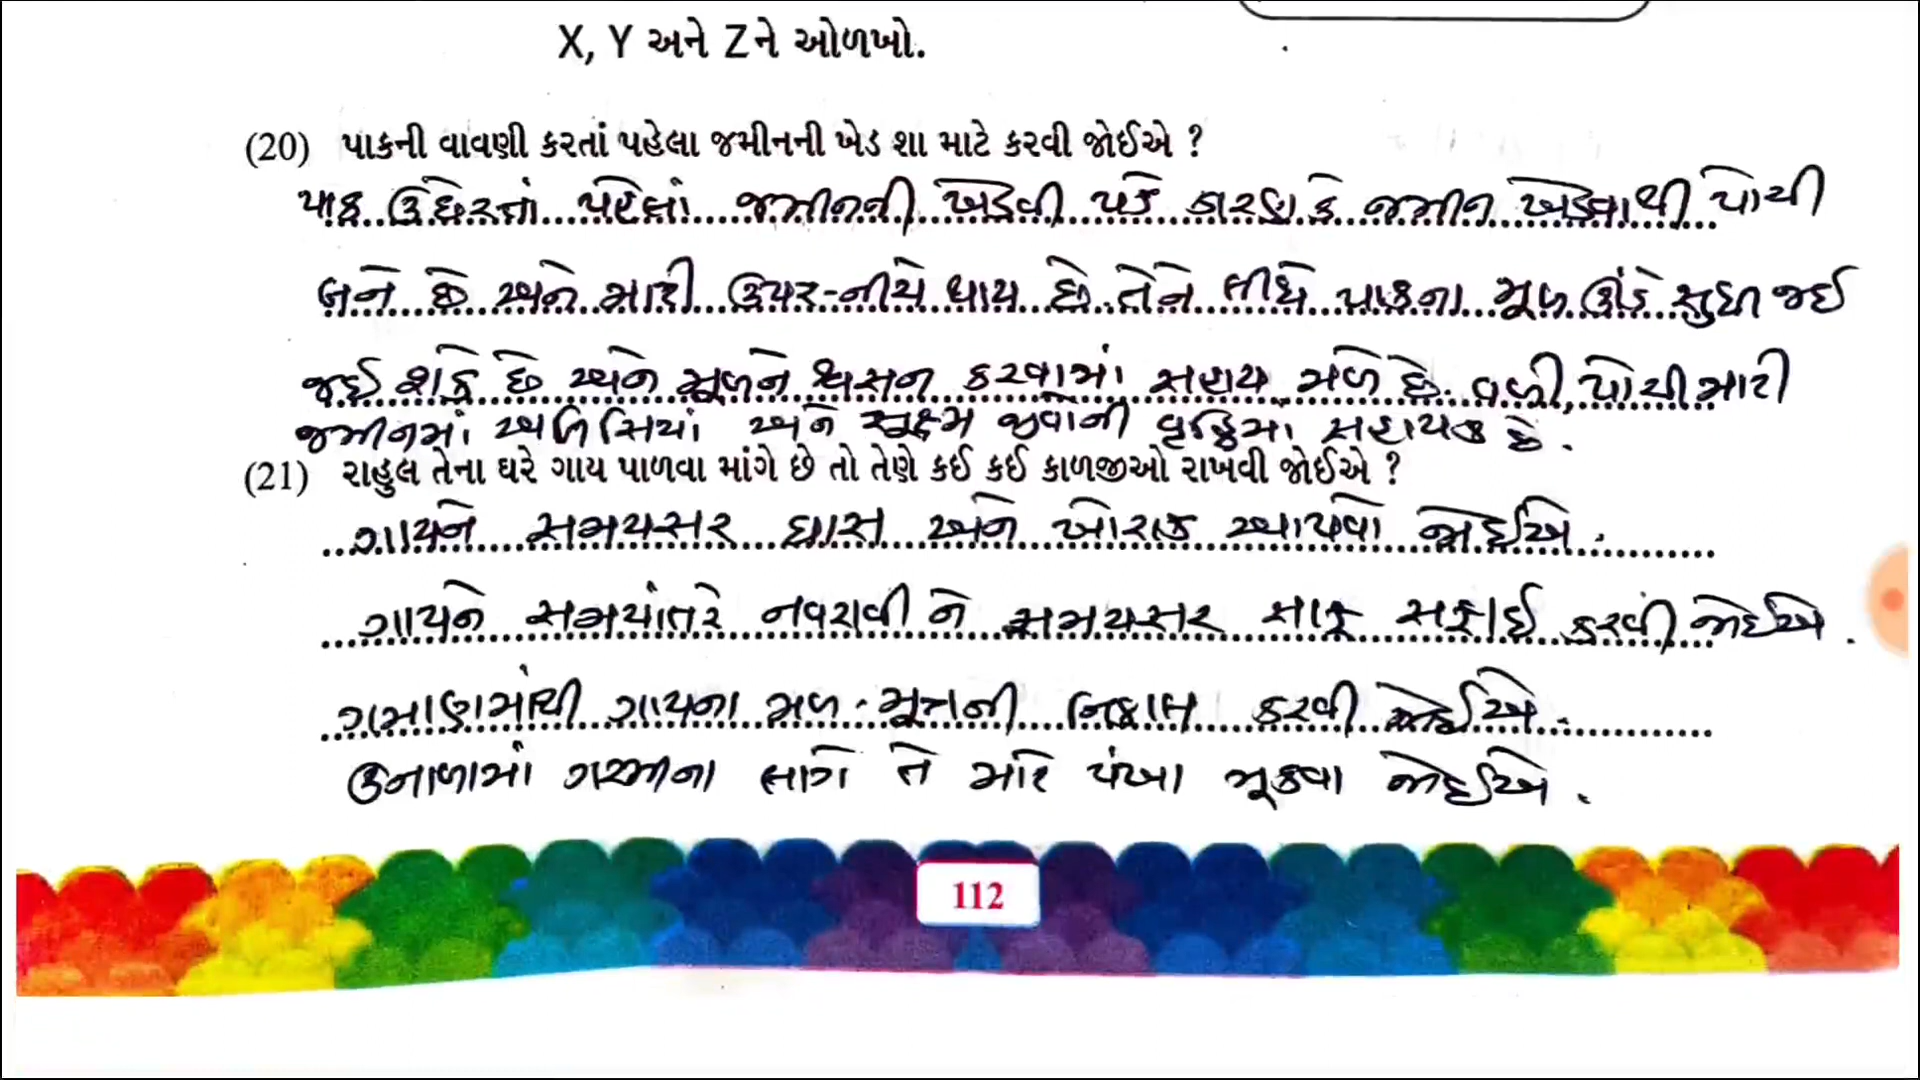 X, Y અને Zને ઓળખો.
(20) પાકની વાવણી કરતાં પહેલા જમીનની ખેડ શા માટે કરવી જોઈએ ?
પાક ઉછેરતાં પહેલાં જમીનની ખેડવી પડે કારણ કે જમીન ખેડવાથી પોચી
બને છે અને માટી ઉપર-નીચે થાય છે. તેને લીધે પાકના મૂળ ઊંડે સુધી જઈ
જઈ શકે છે અને મૂળને શ્વસન કરવામાં સહાય મળે છે. વળી, પોચી માટી
જમીનમાં અળસિયાં અને સૂક્ષ્મ જીવોની વૃદ્ધિમાં સહાયક છે.
(21) રાહુલ તેના ઘરે ગાય પાળવા માંગે છે તો તેણે કઈ કઈ કાળજીઓ રાખવી જોઈએ ?
ગાયને સમયસર ઘાસ અને ખોરાક આપવો જોઈએ.
ગાયને સમયાંતરે નવરાવી ને સમયસર સાફ સફાઈ કરવી જોઈએ.
ગમાણમાંથી ગાયના મળ-મૂત્રની નિકાલ કરવી જોઈએ.
ઉનાળામાં ગરમી ના લાગે તે માટે પંખા મૂકવા જોઈએ.
112